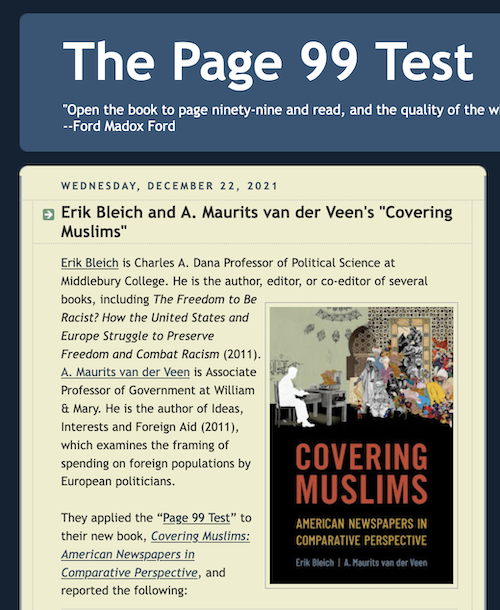 The Page 99 Test
"Open the book to page ninety-nine and read, and the quality of the
--Ford Madox Ford
WEDNESDAY, DECEMBER 22, 2021
Erik Bleich and A. Maurits van der Veen's "Covering
Muslims"
Erik Bleich is Charles A. Dana Professor of Political Science at
Middlebury College. He is the author, editor, or co-editor of several
books, including The Freedom to Be
Racist? How the United States and
Europe Struggle to Preserve
Freedom and Combat Racism (2011).
A. Maurits van der Veen is Associate
Professor of Government at William
& Mary. He is the author of Ideas,
Interests and Foreign Aid (2011),
which examines the framing of
spending on foreign populations by
European politicians.
They applied the “Page 99 Test” to
their new book, Covering Muslims:
American Newspapers in
Comparative Perspective, and
reported the following:
COVERING
MUSLIMS
AMERICAN NEWSPAPERS IN
COMPARATIVE PERSPECTIVE
Erik Bleich | A. Maurits van der Veen